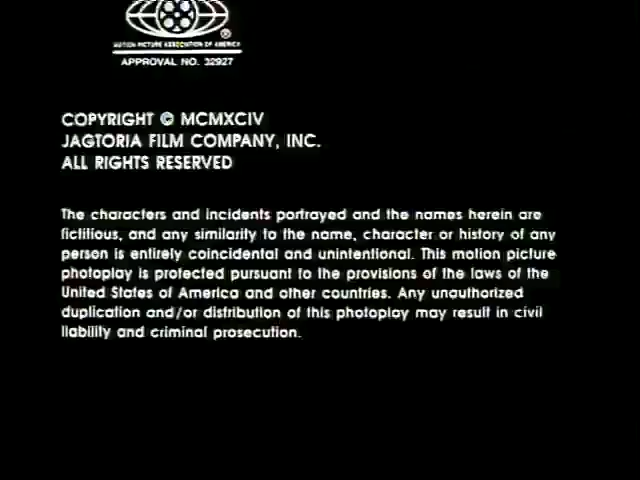 MOTION PICTURE ASSOCIATION OF AMERICA
®
APPROVAL NO. 32927
COPYRIGHT © MCMXCIV
JAGTORIA FILM COMPANY, INC.
ALL RIGHTS RESERVED
The characters and incidents portrayed and the names herein are
fictitious, and any similarity to the name, character or history of any
person is entirely coincidental and unintentional. This motion picture
photoplay is protected pursuant to the provisions of the laws of the
United States of America and other countries. Any unauthorized
duplication and/or distribution of this photoplay may result in civil
liability and criminal prosecution.